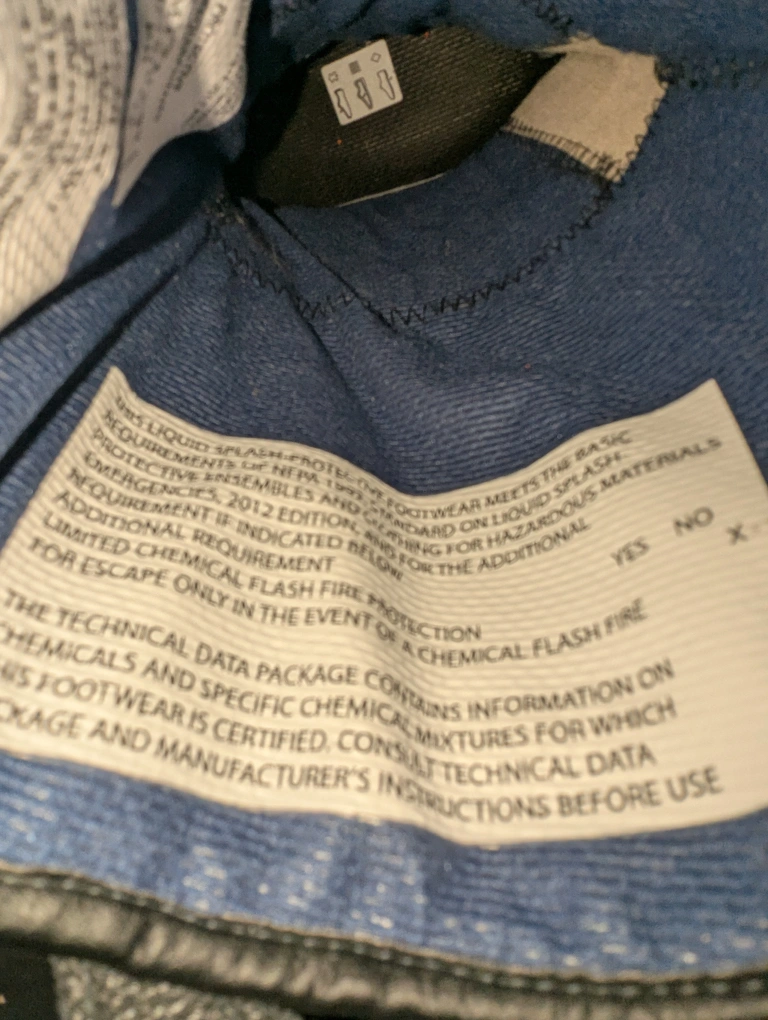 THIS LIQUID SPLASH-PROTECTIVE FOOTWEAR MEETS THE BASIC
REQUIREMENTS OF NFPA 1992, STANDARD ON LIQUID SPLASH-
PROTECTIVE ENSEMBLES AND CLOTHING FOR HAZARDOUS MATERIALS
EMERGENCIES, 2012 EDITION, AND FOR THE ADDITIONAL
REQUIREMENT IF INDICATED BELOW
ADDITIONAL REQUIREMENT YES NO
LIMITED CHEMICAL FLASH FIRE PROTECTION X
FOR ESCAPE ONLY IN THE EVENT OF A CHEMICAL FLASH FIRE
THE TECHNICAL DATA PACKAGE CONTAINS INFORMATION ON
CHEMICALS AND SPECIFIC CHEMICAL MIXTURES FOR WHICH
THIS FOOTWEAR IS CERTIFIED. CONSULT TECHNICAL DATA
PACKAGE AND MANUFACTURER'S INSTRUCTIONS BEFORE USE